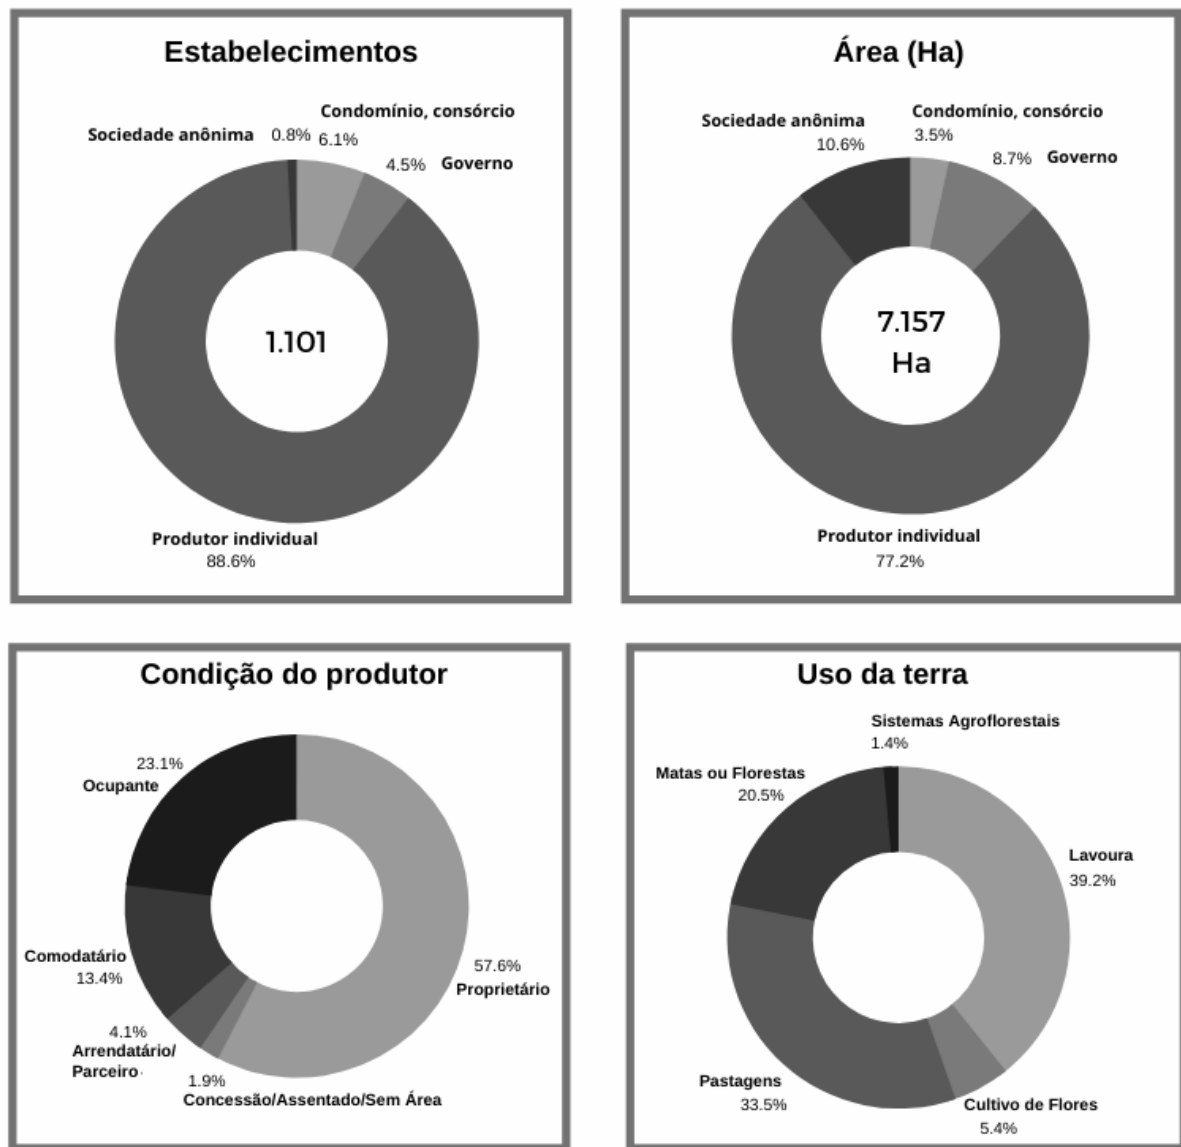 Estabelecimentos
Condomínio, consórcio
Sociedade anônima 0.8% 6.1%
4.5% Governo
1.101
Produtor individual
88.6%
Área (Ha)
Condomínio, consórcio
Sociedade anônima 3.5%
10.6%
8.7% Governo
7.157
Ha
Produtor individual
77.2%
Condição do produtor
23.1%
Ocupante
Comodatário
13.4%
57.6%
Proprietário
4.1%
Arrendatário/
Parceiro
1.9%
Concessão/Assentado/Sem Área
Uso da terra
Sistemas Agroflorestais
1.4%
Matas ou Florestas
20.5%
Lavoura
39.2%
Pastagens
33.5%
Cultivo de Flores
5.4%